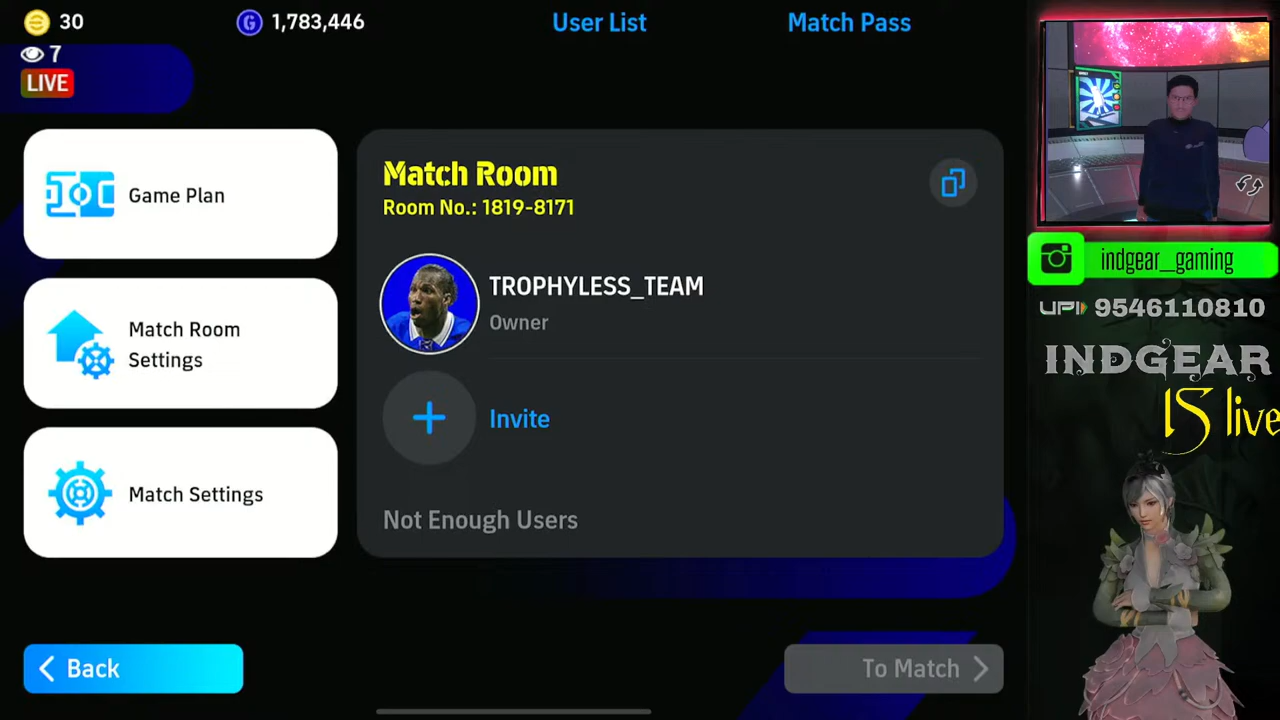 30
1,783,446
User List
Match Pass
7
LIVE
Game Plan
Match Room
Settings
Match Settings
Match Room
Room No.: 1819-8171
TROPHYLESS_TEAM
Owner
Invite
Not Enough Users
Back
To Match
indgear_gaming
UPI 9546110810
INDGEAR
IS live